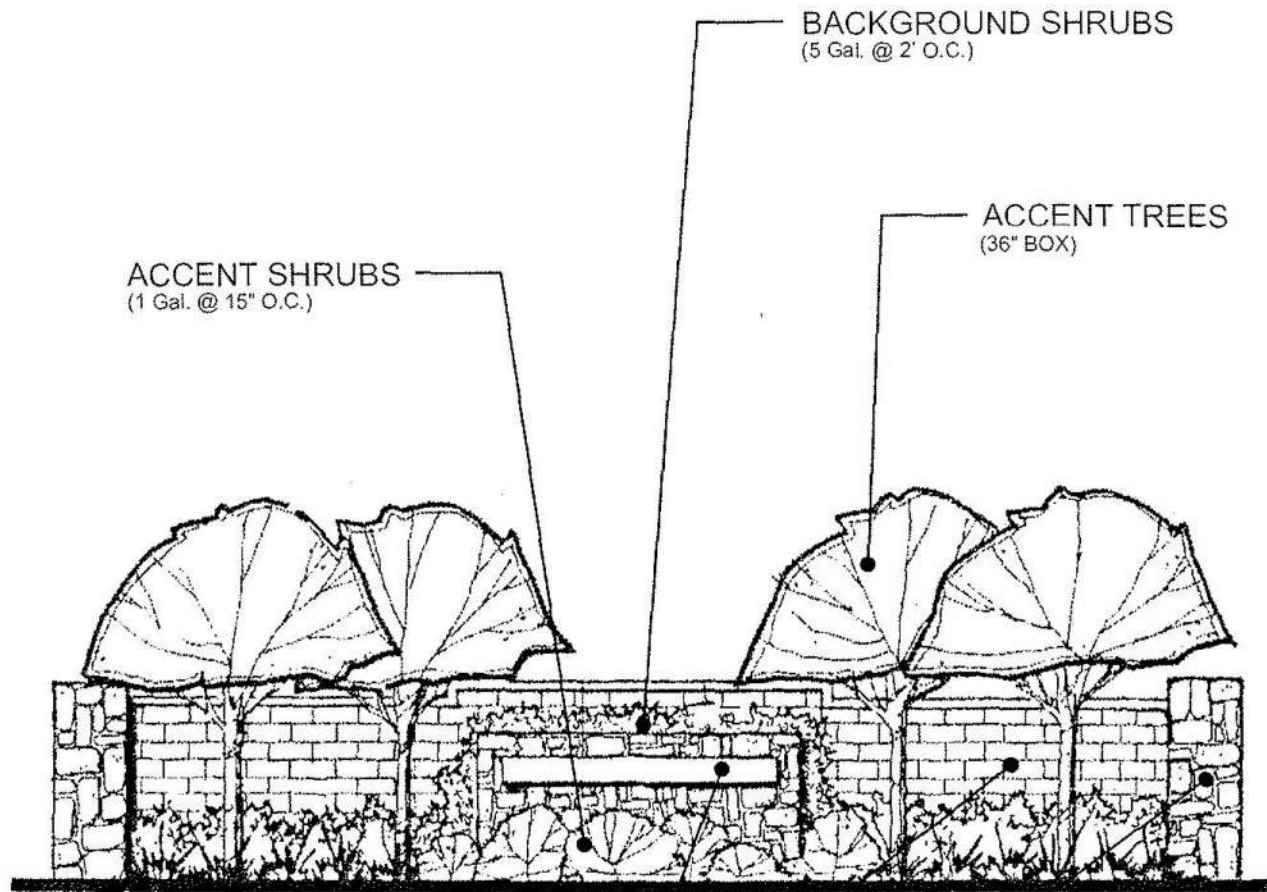 BACKGROUND SHRUBS
(5 Gal. @ 2' O.C.)
ACCENT TREES
(36" BOX)
ACCENT SHRUBS
(1 Gal. @ 15" O.C.)